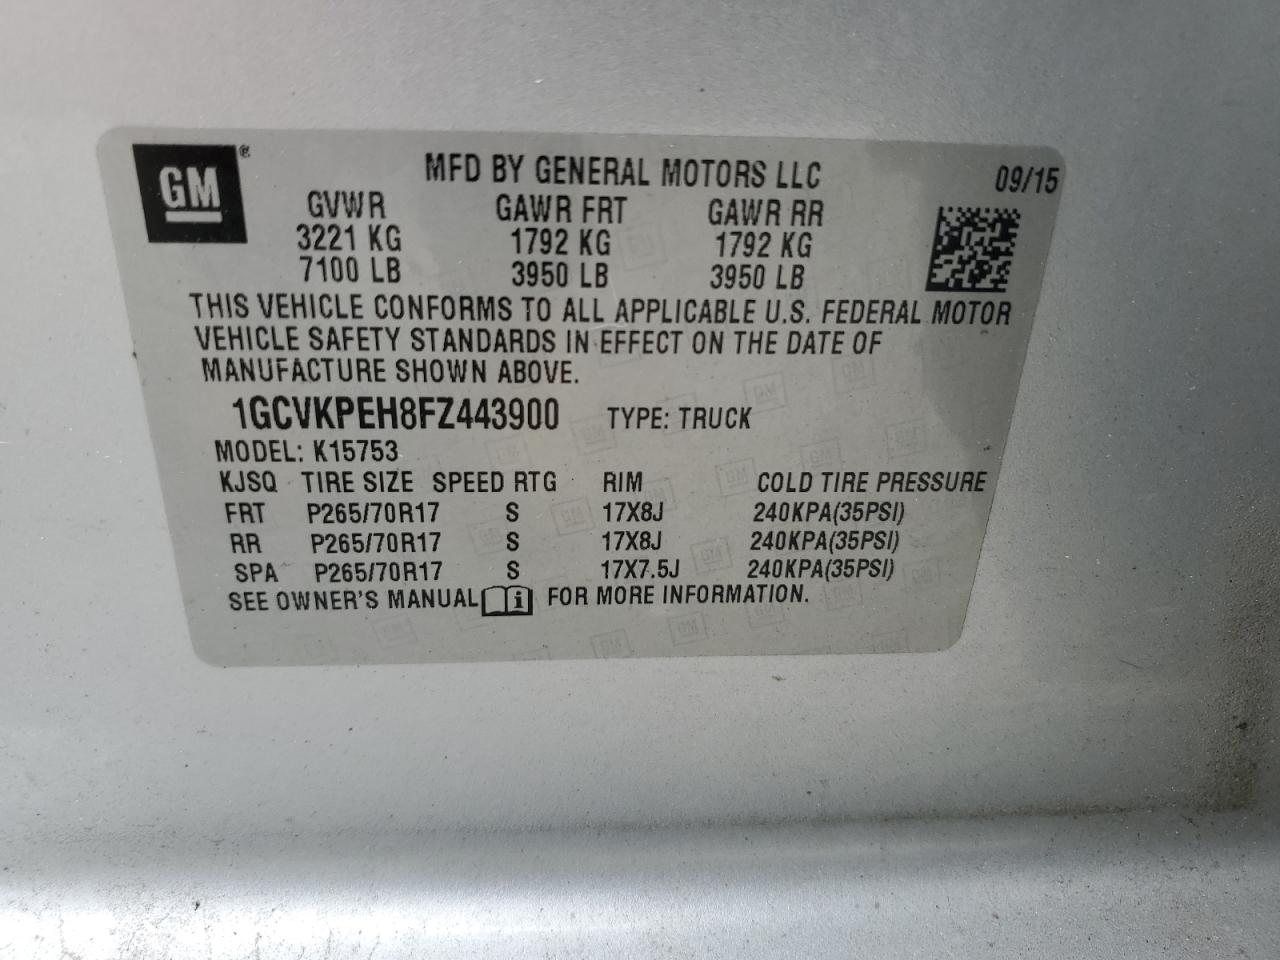 GM®
MFD BY GENERAL MOTORS LLC 09/15
GVWR GAWR FRT GAWR RR
3221 KG 1792 KG 1792 KG
7100 LB 3950 LB 3950 LB
THIS VEHICLE CONFORMS TO ALL APPLICABLE U.S. FEDERAL MOTOR
VEHICLE SAFETY STANDARDS IN EFFECT ON THE DATE OF
MANUFACTURE SHOWN ABOVE.
1GCVKPEH8FZ443900 TYPE: TRUCK
MODEL: K15753
KJSQ TIRE SIZE SPEED RTG RIM COLD TIRE PRESSURE
FRT P265/70R17 S 17X8J 240KPA(35PSI)
RR P265/70R17 S 17X8J 240KPA(35PSI)
SPA P265/70R17 S 17X7.5J 240KPA(35PSI)
SEE OWNER'S MANUAL i FOR MORE INFORMATION.